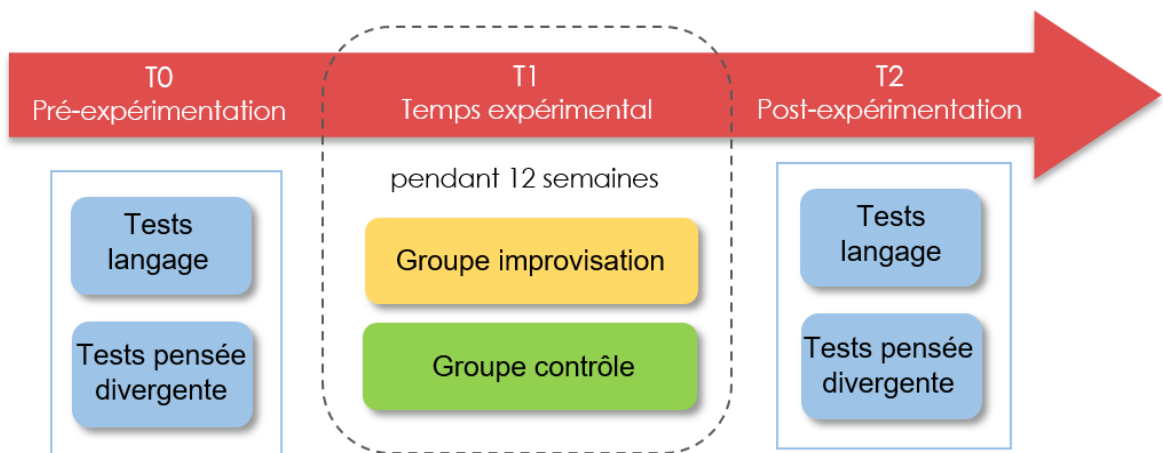 T0
Pré-expérimentation
T1
Temps expérimental
T2
Post-expérimentation
pendant 12 semaines
Tests
langage
Tests pensée
divergente
Groupe improvisation
Groupe contrôle
Tests
langage
Tests pensée
divergente